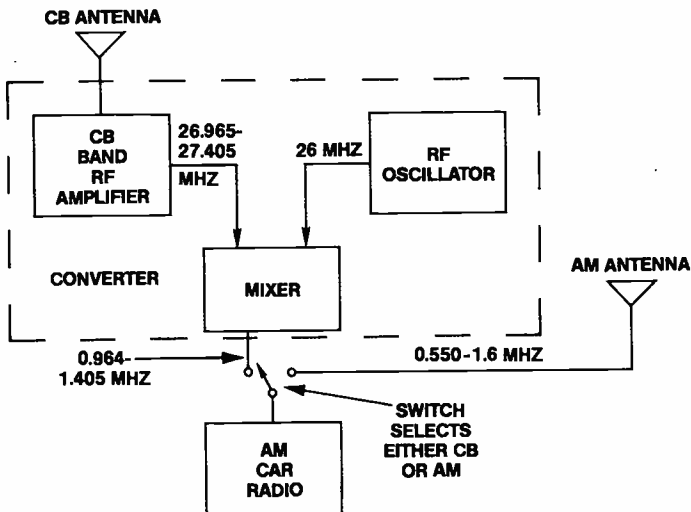 CB ANTENNA
CB
BAND
RF
AMPLIFIER
26.965-
27.405
MHZ
26 MHZ
RF
OSCILLATOR
CONVERTER
MIXER
AM ANTENNA
0.964-
1.405 MHZ
0.550-1.6 MHZ
SWITCH
SELECTS
EITHER CB
OR AM
AM
CAR
RADIO